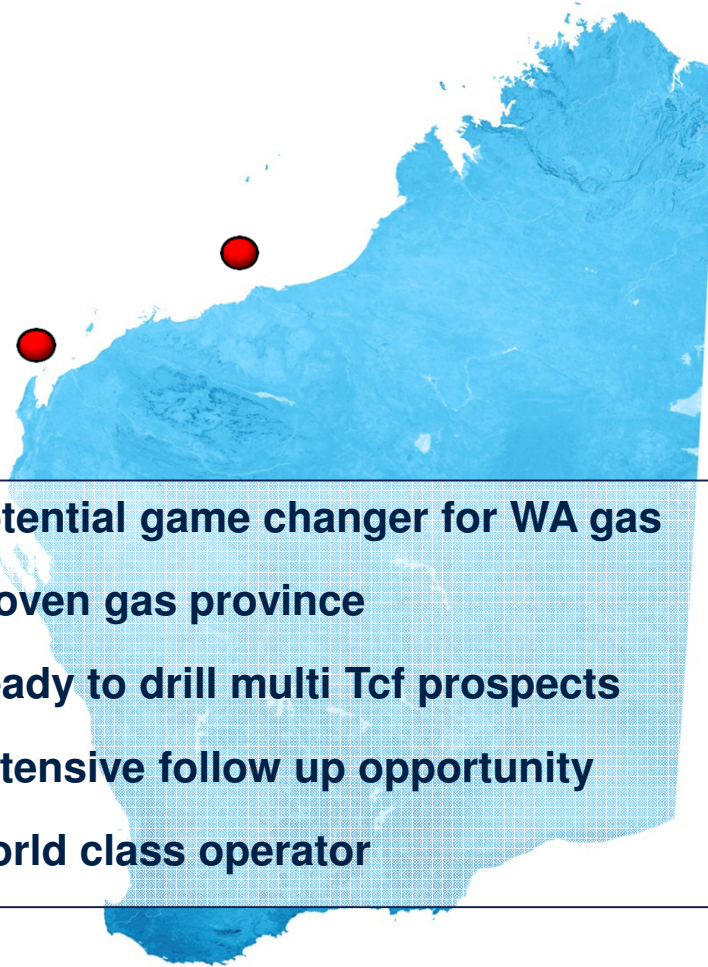 tential game changer for WA gas
oven gas province
ady to drill multi Tcf prospects
tensive follow up opportunity
orld class operator